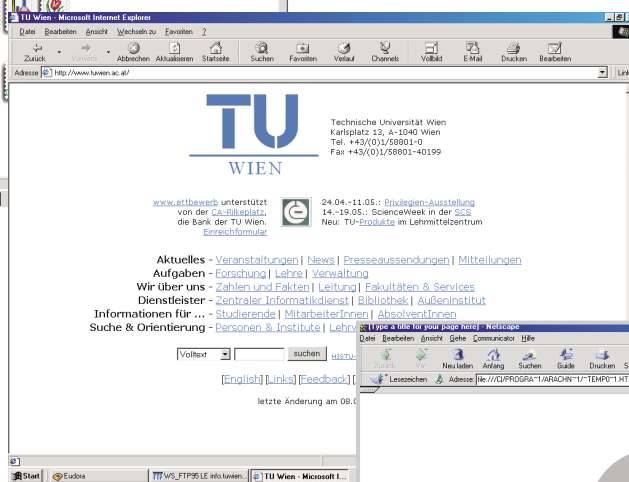 TU Wien - Microsoft Internet Explorer
Datei Bearbeiten Ansicht Wechseln zu Favoriten ?
Zurück Vorwärts Abbrechen Aktualisieren Startseite Suchen Favoriten Verlauf Channels Vollbild E-Mail Drucken Bearbeiten
Adresse http://www.tuwien.ac.at/
TU
WIEN
Technische Universität Wien
Karlsplatz 13, A-1040 Wien
Tel. +43/(0)1/58801-0
Fax +43/(0)1/58801-40199
www.ettbewerb unterstützt
von der CA-Rilkeplatz,
die Bank der TU Wien.
Einreichformular
24.04.-11.05.: Privilegien-Ausstellung
14.-19.05.: ScienceWeek in der SCS
Neu: TU-Produkte im Lehrmittelzentrum
Aktuelles - Veranstaltungen | News | Presseaussendungen | Mitteilungen
Aufgaben - Forschung | Lehre | Verwaltung
Wir über uns - Zahlen und Fakten | Leitung | Fakultäten & Services
Dienstleister - Zentraler Informatikdienst | Bibliothek | Außeninstitut
Informationen für ... - Studierende | MitarbeiterInnen | AbsolventInnen
Suche & Orientierung - Personen & Institute | Lehrv
Volltext suchen HISTU-
[English] [Links] [Feedback] [
letzte Änderung am 08.0
[Type a title for your page here] - Netscape
Datei Bearbeiten Ansicht Gehe Communicator Hilfe
Zurück Vor Neu laden Anfang Suchen Guide Drucken
Lesezeichen Adresse: file:///C|/PROGRA~1/ARACHN~1/~TEMP0~1.HT
Start Eudora WS_FTP95 LE info.tuwien... TU Wien - Microsoft I...